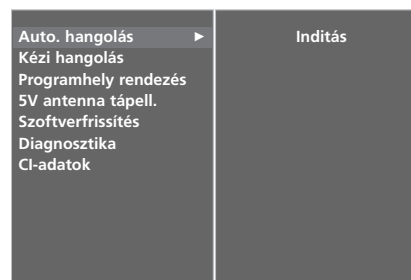 Auto. hangolás ►
Kézi hangolás
Programhely rendezés
5V antenna tápell.
Szoftverfrissítés
Diagnosztika
CI-adatok
Inditás